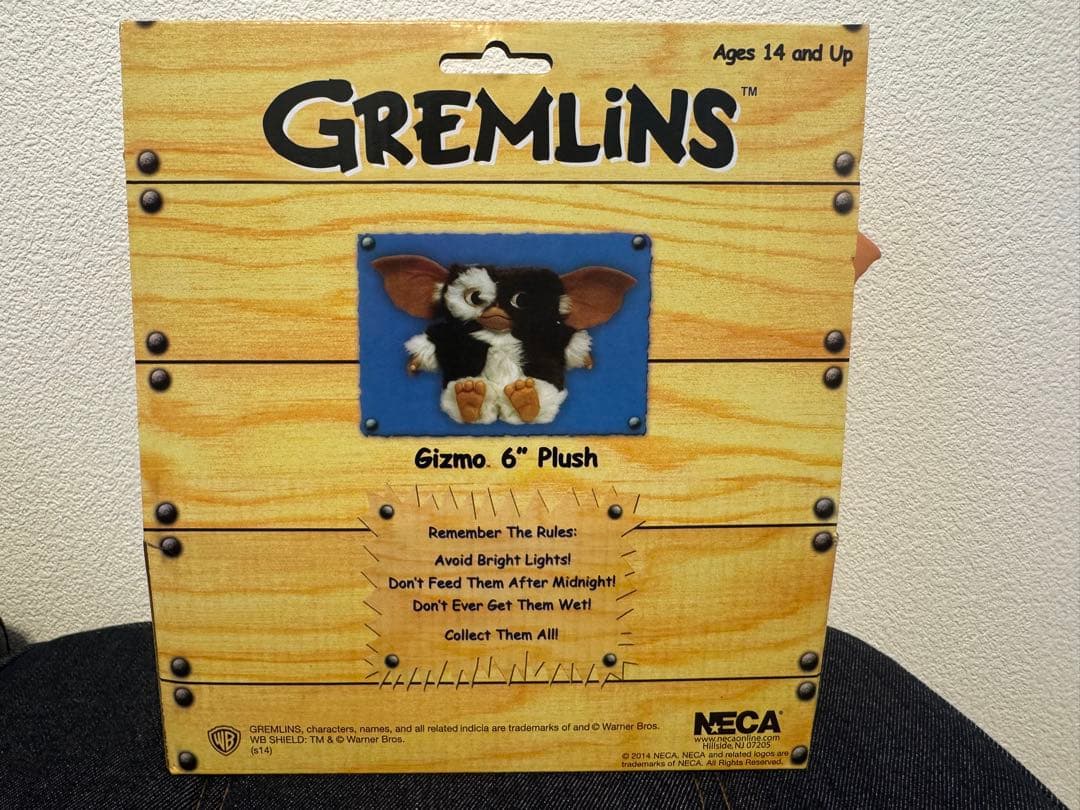 Ages 14 and Up
GREMLiNS™
Gizmo™ 6” Plush
Remember The Rules:
Avoid Bright Lights!
Don't Feed Them After Midnight!
Don't Ever Get Them Wet!
Collect Them All!
WB
GREMLINS, characters, names, and all related indicia are trademarks of and © Warner Bros.
WB SHIELD: TM & © Warner Bros.
(s14)
NECA®
www.necaonline.com
Hillside, NJ 07205
© 2014 NECA. NECA and related logos are
trademarks of NECA. All Rights Reserved.